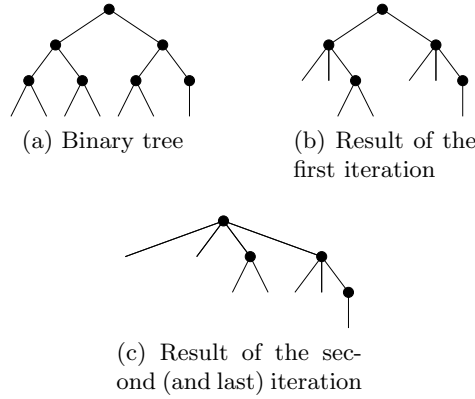 (a) Binary tree
(b) Result of the
first iteration
(c) Result of the sec-
ond (and last) iteration